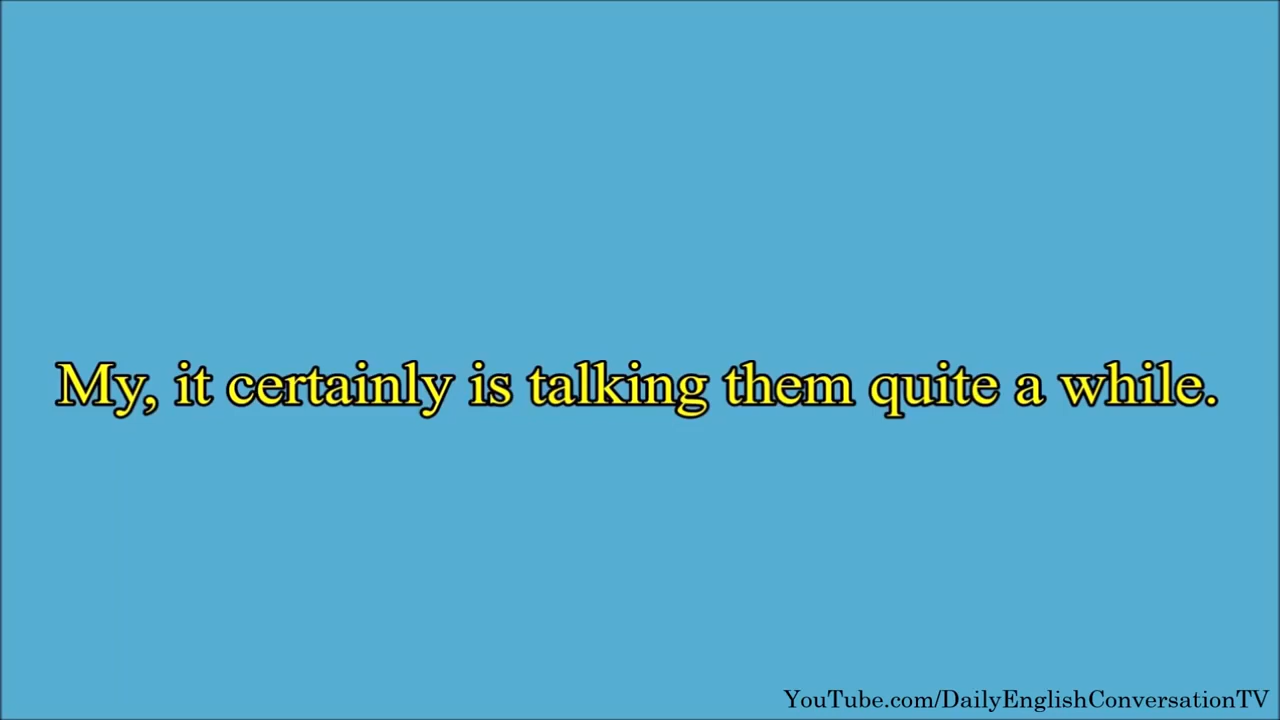 My, it certainly is talking them quite a while.
YouTube.com/DailyEnglishConversationTV